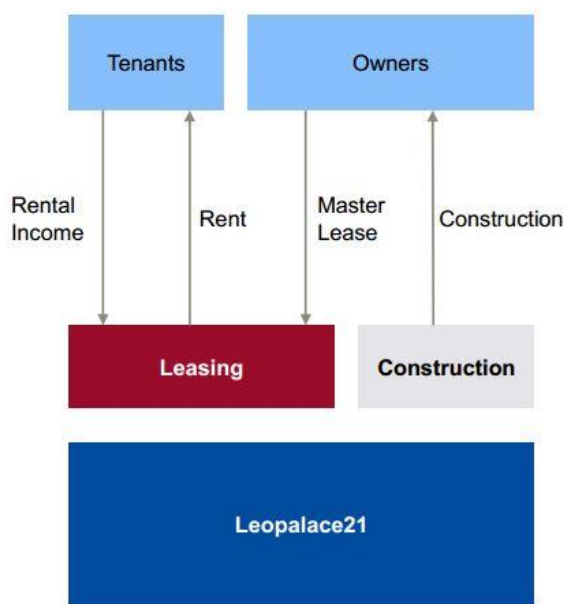 Tenants
Owners
Rental
Income
Rent
Master
Lease
Construction
Leasing
Construction
Leopalace21